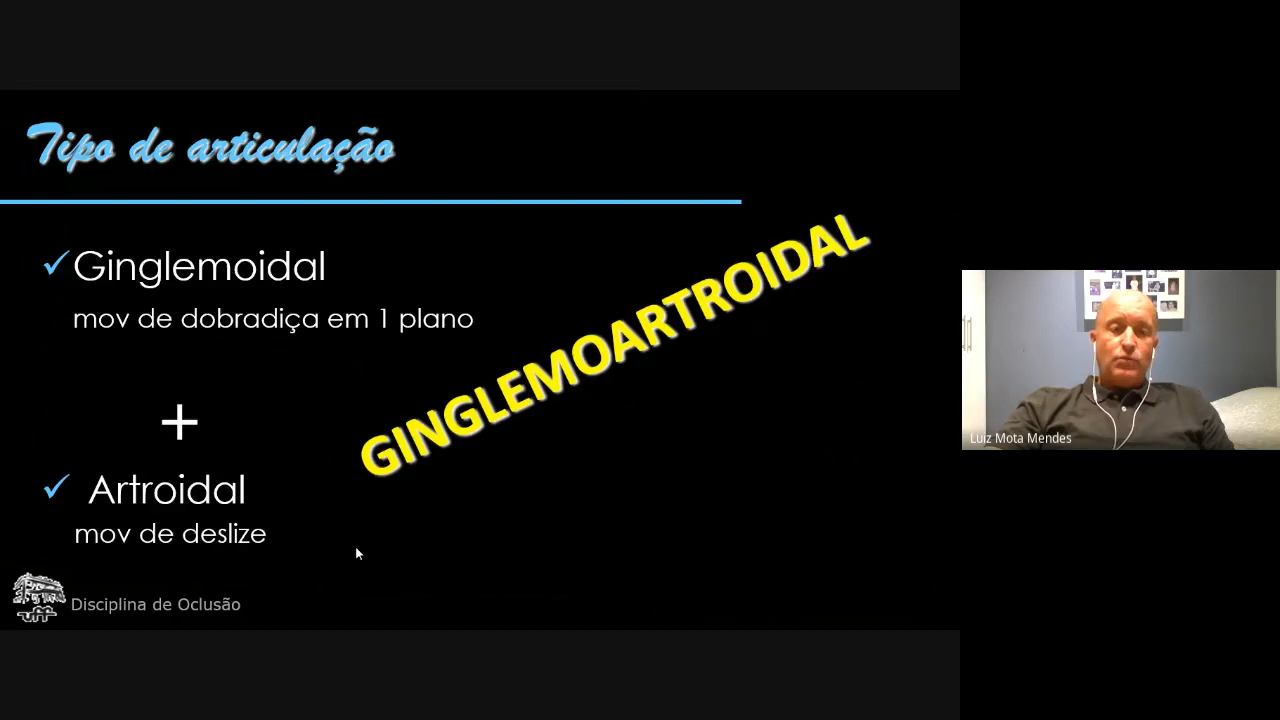 Tipo de articulação
✓Ginglemoidal
mov de dobradiça em 1 plano
+
✓ Artroidal
mov de deslize
GINGLEMOARTROIDAL
uff
Disciplina de Oclusão
Luiz Mota Mendes